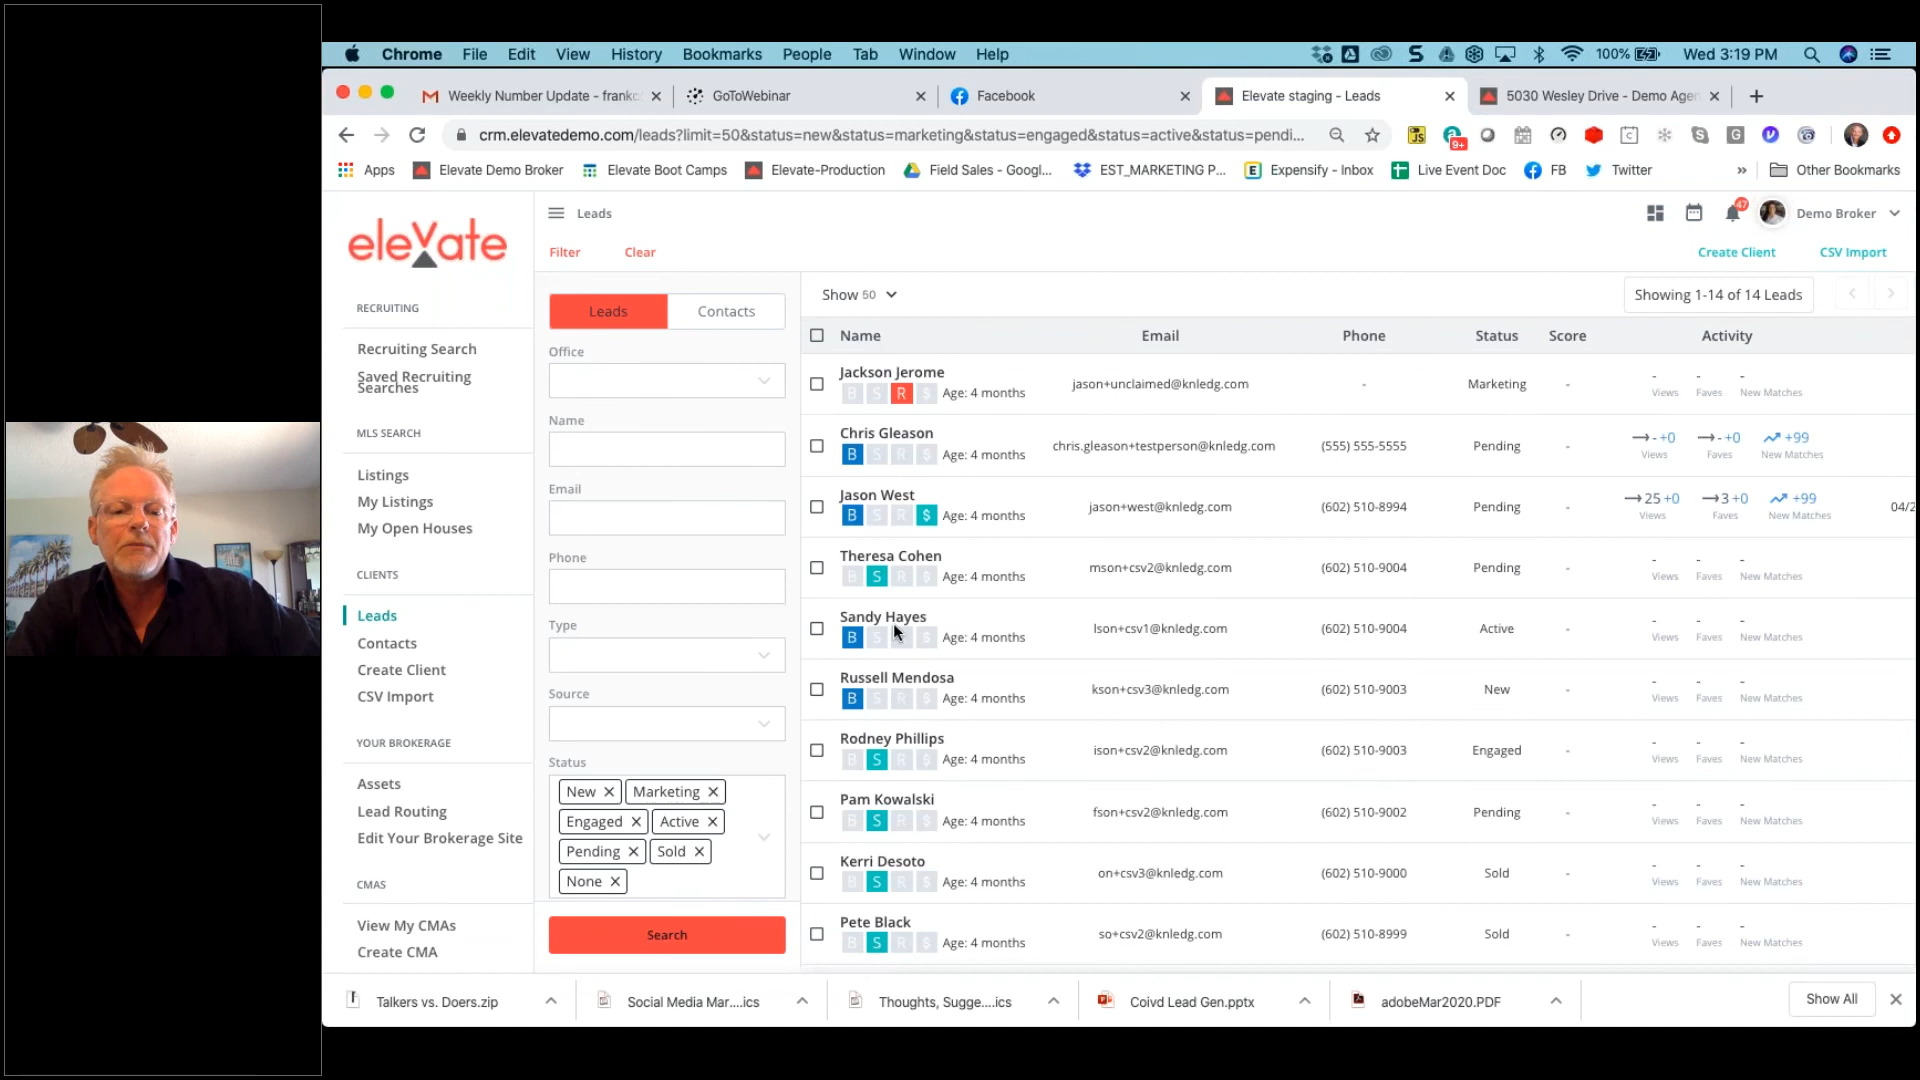 Chrome File Edit View History Bookmarks People Tab Window Help 100% Wed 3:19 PM
Weekly Number Update - frankc GoToWebinar Facebook Elevate staging - Leads 5030 Wesley Drive - Demo Agen
crm.elevatedemo.com/leads?limit=50&status=new&status=marketing&status=engaged&status=active&status=pendi... JS 9+
Apps Elevate Demo Broker Elevate Boot Camps Elevate-Production Field Sales - Googl... EST_MARKETING P... Expensify - Inbox Live Event Doc FB Twitter » Other Bookmarks
elevate
Leads
47
Demo Broker
Filter Clear
Create Client CSV Import
RECRUITING
Recruiting Search
Saved Recruiting
Searches
MLS SEARCH
Listings
My Listings
My Open Houses
CLIENTS
Leads
Contacts
Create Client
CSV Import
YOUR BROKERAGE
Assets
Lead Routing
Edit Your Brokerage Site
CMAS
View My CMAs
Create CMA
Leads Contacts
Office
Name
Email
Phone
Type
Source
Status
New × Marketing ×
Engaged × Active ×
Pending × Sold ×
None ×
Search
Show 50
Showing 1-14 of 14 Leads
Name Email Phone Status Score Activity
Jackson Jerome
B S R $ Age: 4 months
jason+unclaimed@knledg.com - Marketing -
- - -
Views Faves New Matches
Chris Gleason
B S R $ Age: 4 months
chris.gleason+testperson@knledg.com (555) 555-5555 Pending -
- +0 - +0 +99
Views Faves New Matches
Jason West
B S R $ Age: 4 months
jason+west@knledg.com (602) 510-8994 Pending -
25 +0 3 +0 +99
Views Faves New Matches
04/2
Theresa Cohen
B S R $ Age: 4 months
mson+csv2@knledg.com (602) 510-9004 Pending -
- - -
Views Faves New Matches
Sandy Hayes
B S $ Age: 4 months
lson+csv1@knledg.com (602) 510-9004 Active -
- - -
Views Faves New Matches
Russell Mendosa
B S R $ Age: 4 months
kson+csv3@knledg.com (602) 510-9003 New -
- - -
Views Faves New Matches
Rodney Phillips
B S R $ Age: 4 months
ison+csv2@knledg.com (602) 510-9003 Engaged -
- - -
Views Faves New Matches
Pam Kowalski
B S R $ Age: 4 months
fson+csv2@knledg.com (602) 510-9002 Pending -
- - -
Views Faves New Matches
Kerri Desoto
B S R $ Age: 4 months
on+csv3@knledg.com (602) 510-9000 Sold -
- - -
Views Faves New Matches
Pete Black
B S R $ Age: 4 months
so+csv2@knledg.com (602) 510-8999 Sold -
- - -
Views Faves New Matches
Talkers vs. Doers.zip Social Media Mar....ics Thoughts, Sugge....ics Coivd Lead Gen.pptx adobeMar2020.PDF Show All